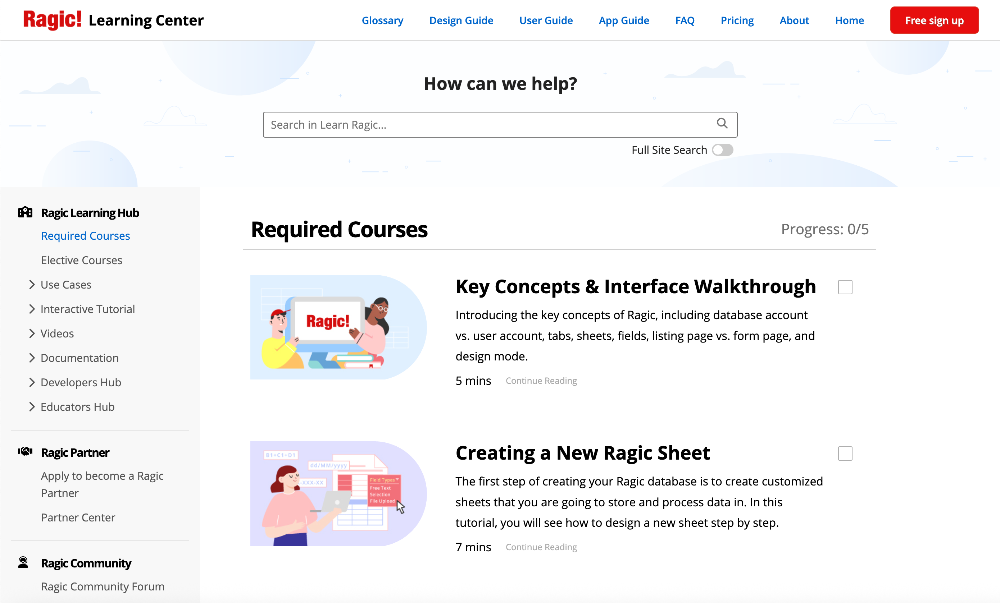 Ragic! Learning Center
Glossary
Design Guide
User Guide
App Guide
FAQ
Pricing
About
Home
Free sign up
How can we help?
Search in Learn Ragic...
Full Site Search
Ragic Learning Hub
Required Courses
Elective Courses
Use Cases
Interactive Tutorial
Videos
Documentation
Developers Hub
Educators Hub
Ragic Partner
Apply to become a Ragic
Partner
Partner Center
Ragic Community
Ragic Community Forum
Required Courses
Progress: 0/5
Ragic!
Key Concepts & Interface Walkthrough
Introducing the key concepts of Ragic, including database account
vs. user account, tabs, sheets, fields, listing page vs. form page, and
design mode.
5 mins
Continue Reading
B1+C1+D1
dd/MM/yyyy
-XXX-XX
Field Types
Free Text
Selection
File Upload
Creating a New Ragic Sheet
The first step of creating your Ragic database is to create customized
sheets that you are going to store and process data in. In this
tutorial, you will see how to design a new sheet step by step.
7 mins
Continue Reading